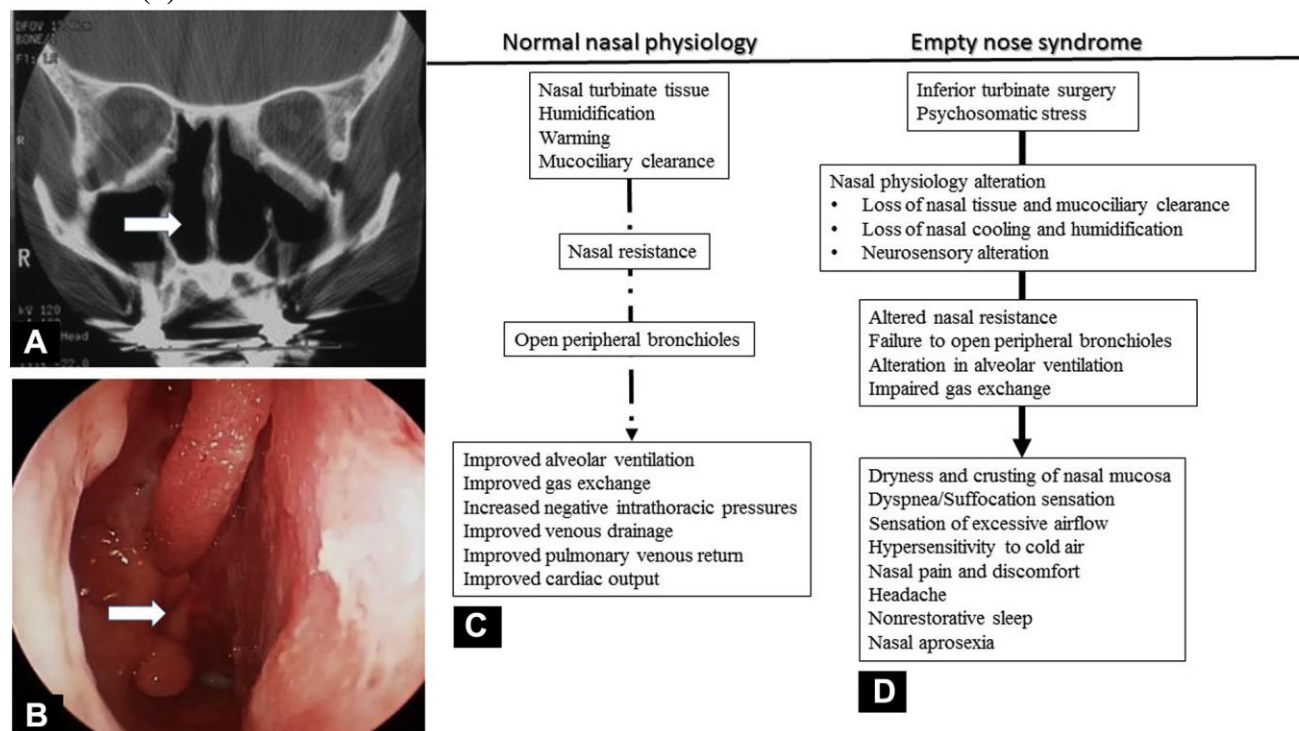 DFOV
BONE
R
R
kV 120
Head
-22.0
A
B
Normal nasal physiology
Nasal turbinate tissue
Humidification
Warming
Mucociliary clearance
Nasal resistance
Open peripheral bronchioles
Improved alveolar ventilation
Improved gas exchange
Increased negative intrathoracic pressures
Improved venous drainage
Improved pulmonary venous return
Improved cardiac output
C
Empty nose syndrome
Inferior turbinate surgery
Psychosomatic stress
Nasal physiology alteration
• Loss of nasal tissue and mucociliary clearance
• Loss of nasal cooling and humidification
• Neurosensory alteration
Altered nasal resistance
Failure to open peripheral bronchioles
Alteration in alveolar ventilation
Impaired gas exchange
Dryness and crusting of nasal mucosa
Dyspnea/Suffocation sensation
Sensation of excessive airflow
Hypersensitivity to cold air
Nasal pain and discomfort
Headache
Nonrestorative sleep
Nasal aprosexia
D